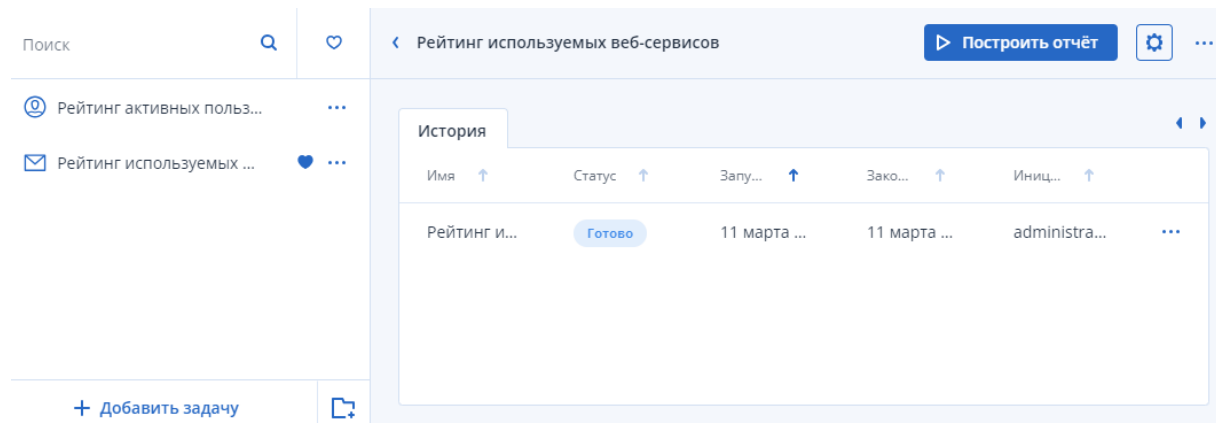 Поиск
Рейтинг активных польз...
Рейтинг используемых ...
+ Добавить задачу
Рейтинг используемых веб-сервисов
Построить отчёт
История
Имя Статус Запу... Зако... Иниц...
Рейтинг и... Готово 11 марта ... 11 марта ... administra...